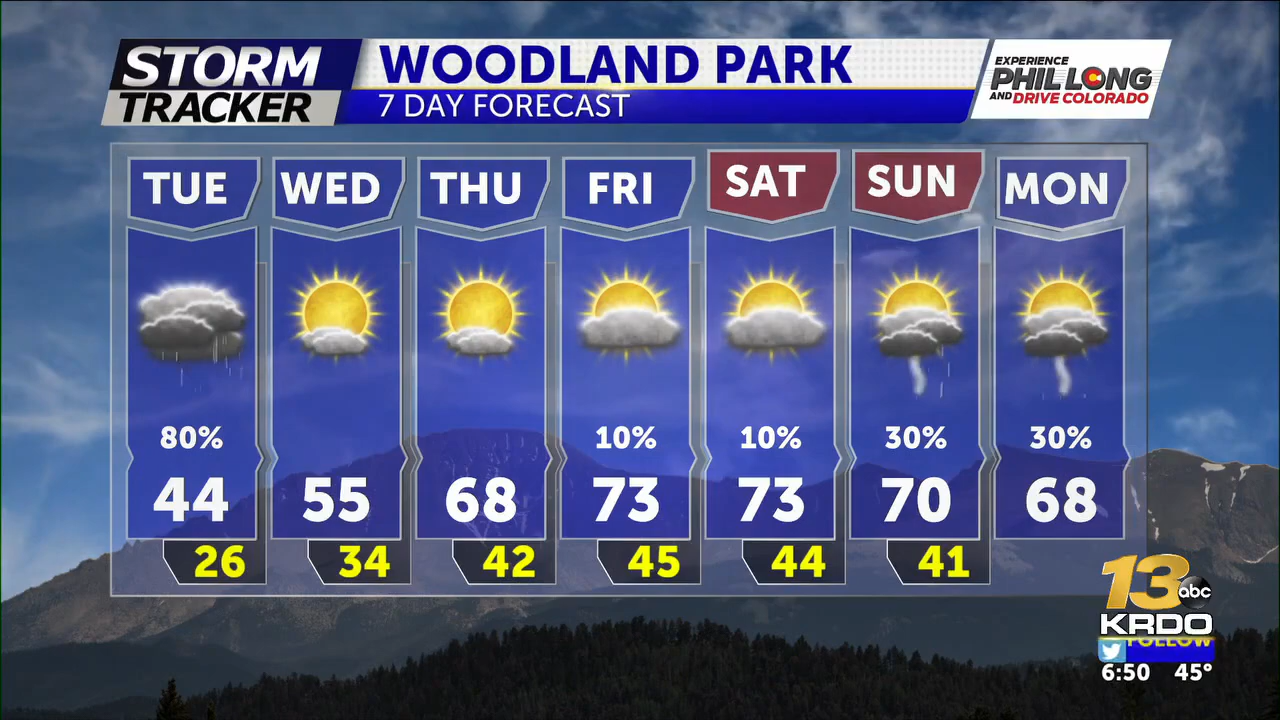 STORM
TRACKER
WOODLAND PARK
7 DAY FORECAST
EXPERIENCE
PHIL LONG
AND DRIVE COLORADO
TUE WED THU FRI SAT SUN MON
80% 10% 10% 30% 30%
44 55 68 73 73 70 68
26 34 42 45 44 41
13 abc
KRDO
FOLLOW
6:50 45°